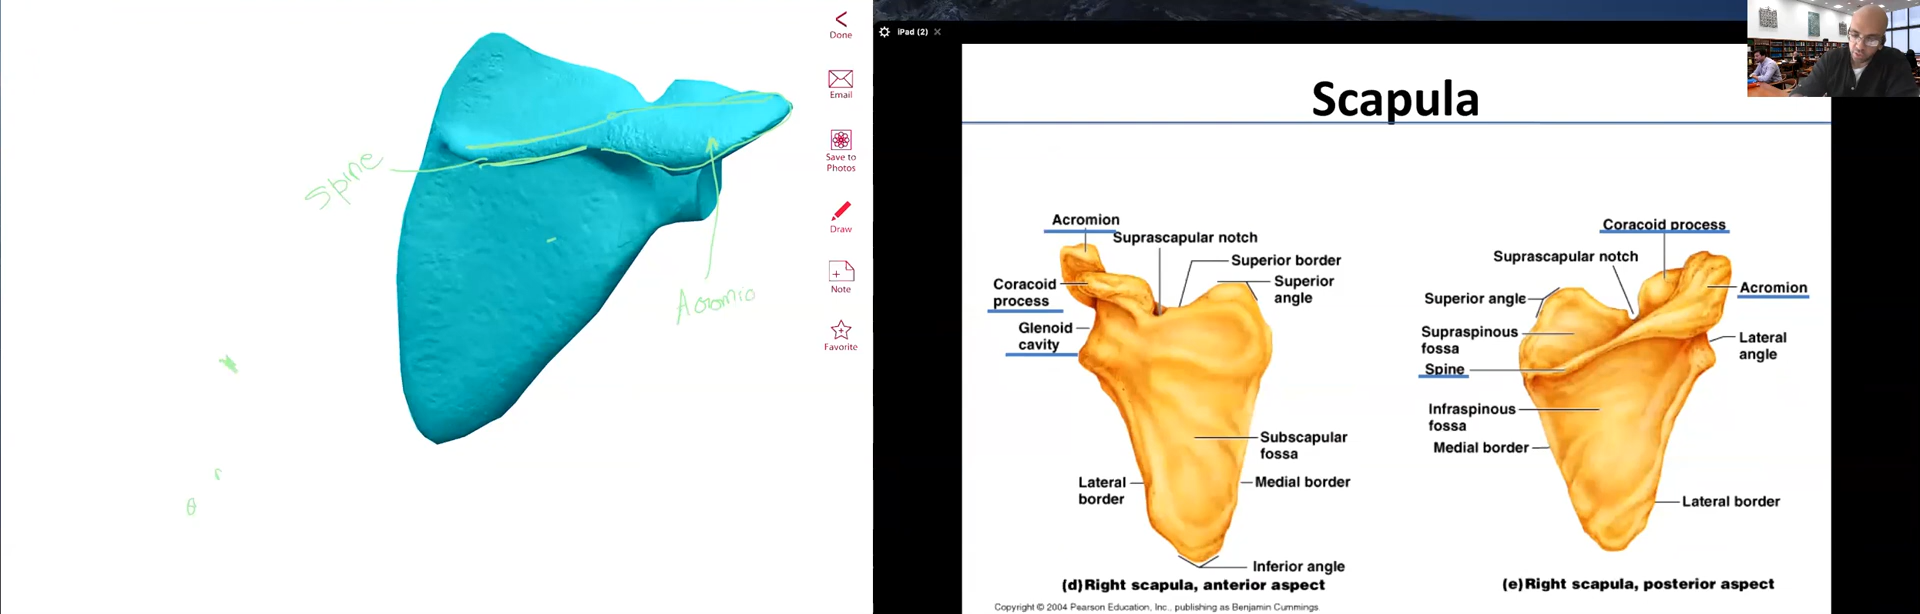 Done
Email
Save to
Photos
Draw
Note
Favorite
Spine
Acromio
iPad (2)
Scapula
Acromion
Suprascapular notch
Superior border
Superior
angle
Coracoid
process
Glenoid
cavity
Subscapular
fossa
Lateral
border
Medial border
Inferior angle
(d)Right scapula, anterior aspect
Coracoid process
Suprascapular notch
Acromion
Superior angle
Supraspinous
fossa
Lateral
angle
Spine
Infraspinous
fossa
Medial border
Lateral border
(e)Right scapula, posterior aspect
Copyright © 2004 Pearson Education, Inc., publishing as Benjamin Cummings